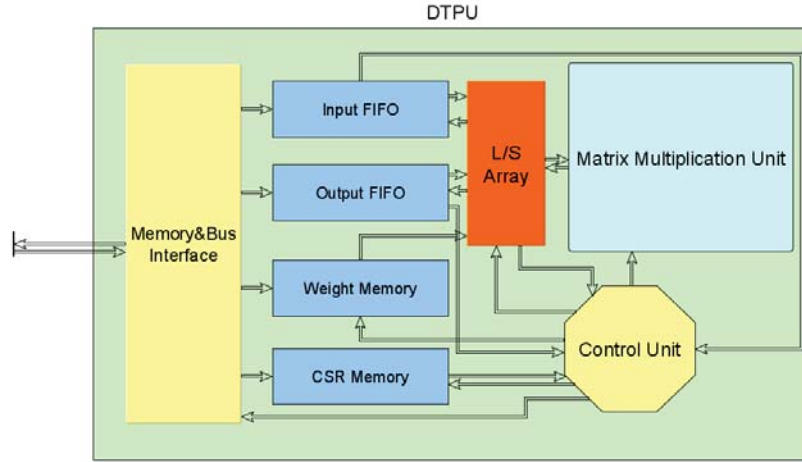 DTPU
Input FIFO
L/S
Array
Matrix Multiplication Unit
Output FIFO
Memory&Bus
Interface
Weight Memory
Control Unit
CSR Memory